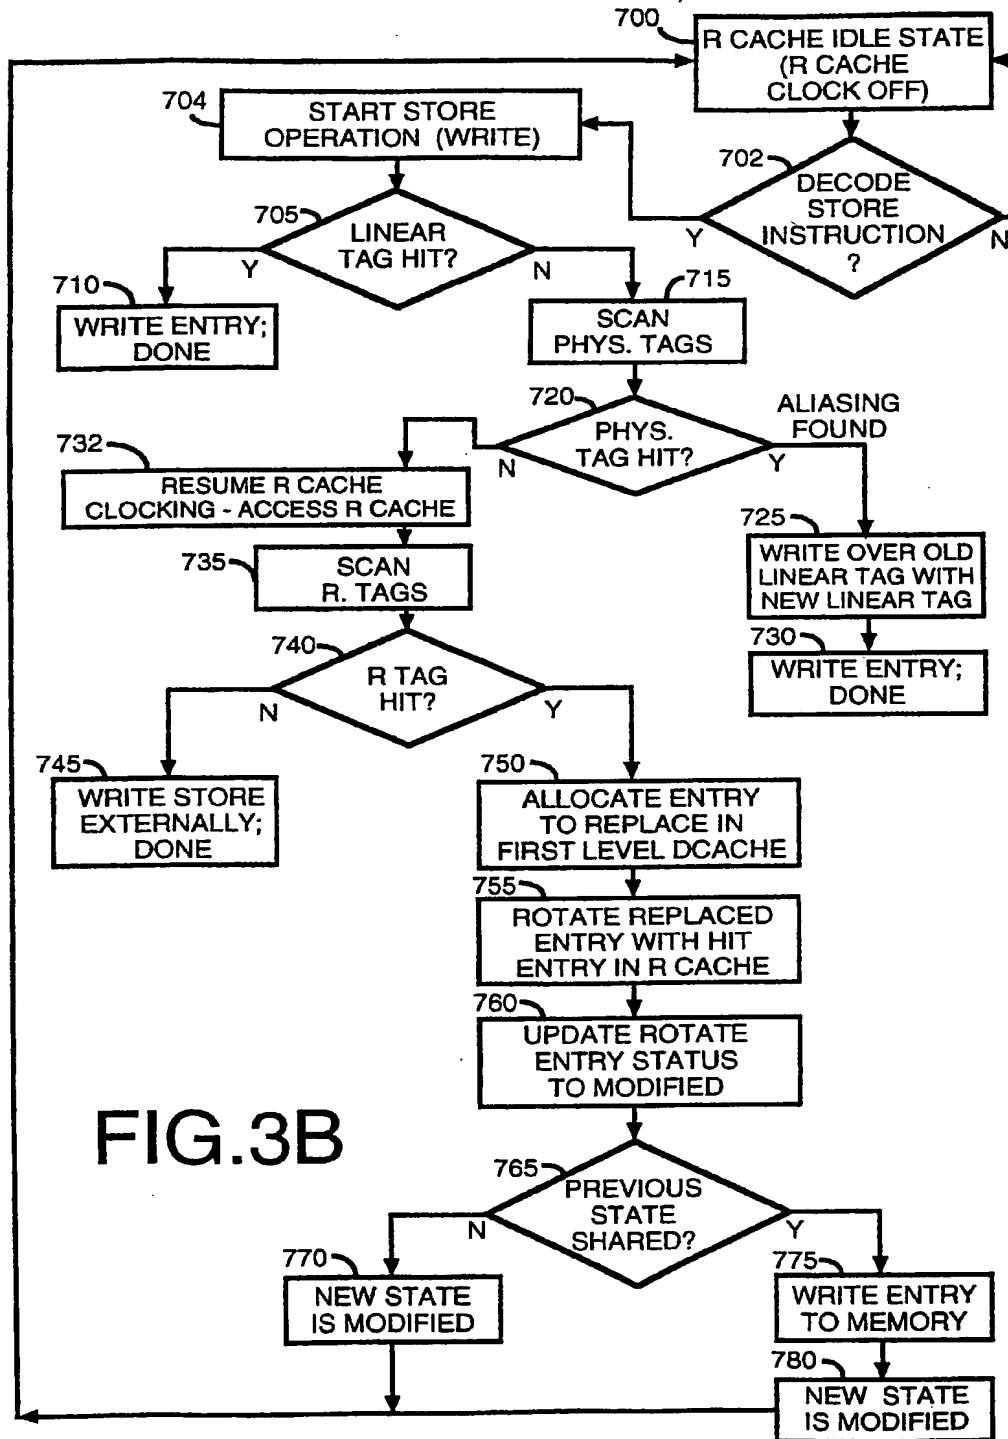 700
R CACHE IDLE STATE
(R CACHE
CLOCK OFF)
704
START STORE
OPERATION (WRITE)
702
DECODE
STORE
INSTRUCTION
?
Y
N
705
LINEAR
TAG HIT?
Y
N
710
WRITE ENTRY;
DONE
715
SCAN
PHYS. TAGS
720
PHYS.
TAG HIT?
N
Y
ALIASING
FOUND
732
RESUME R CACHE
CLOCKING - ACCESS R CACHE
725
WRITE OVER OLD
LINEAR TAG WITH
NEW LINEAR TAG
735
SCAN
R. TAGS
730
WRITE ENTRY;
DONE
740
R TAG
HIT?
N
Y
745
WRITE STORE
EXTERNALLY;
DONE
750
ALLOCATE ENTRY
TO REPLACE IN
FIRST LEVEL DCACHE
755
ROTATE REPLACED
ENTRY WITH HIT
ENTRY IN R CACHE
760
UPDATE ROTATE
ENTRY STATUS
TO MODIFIED
FIG.3B
765
PREVIOUS
STATE
SHARED?
N
Y
770
NEW STATE
IS MODIFIED
775
WRITE ENTRY
TO MEMORY
780
NEW STATE
IS MODIFIED